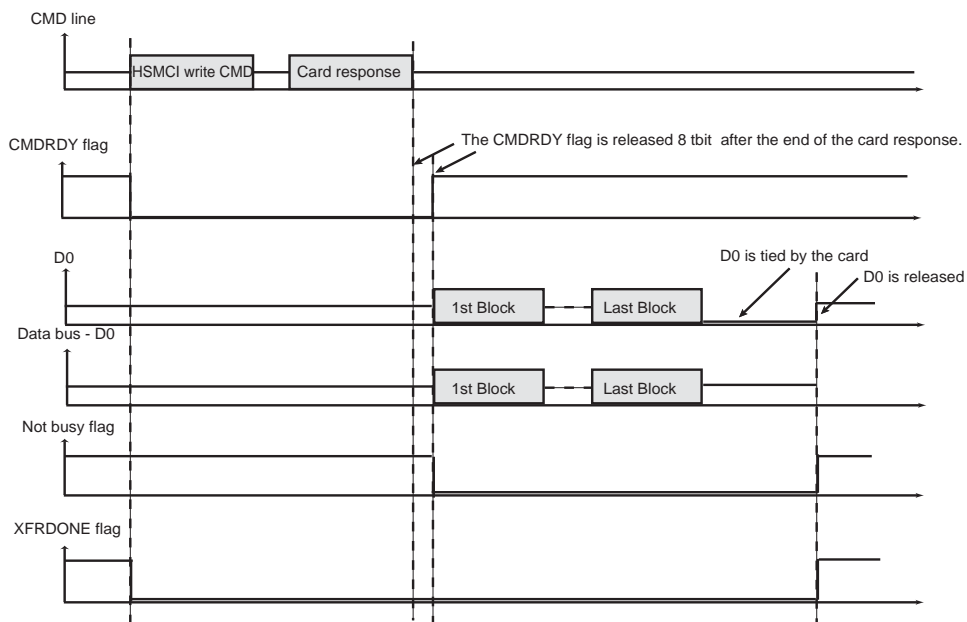 CMD line
HSMCI write CMD
Card response
The CMDRDY flag is released 8 tbit after the end of the card response.
CMDRDY flag
D0
D0 is tied by the card
D0 is released
1st Block
Last Block
Data bus - D0
1st Block
Last Block
Not busy flag
XFRDONE flag